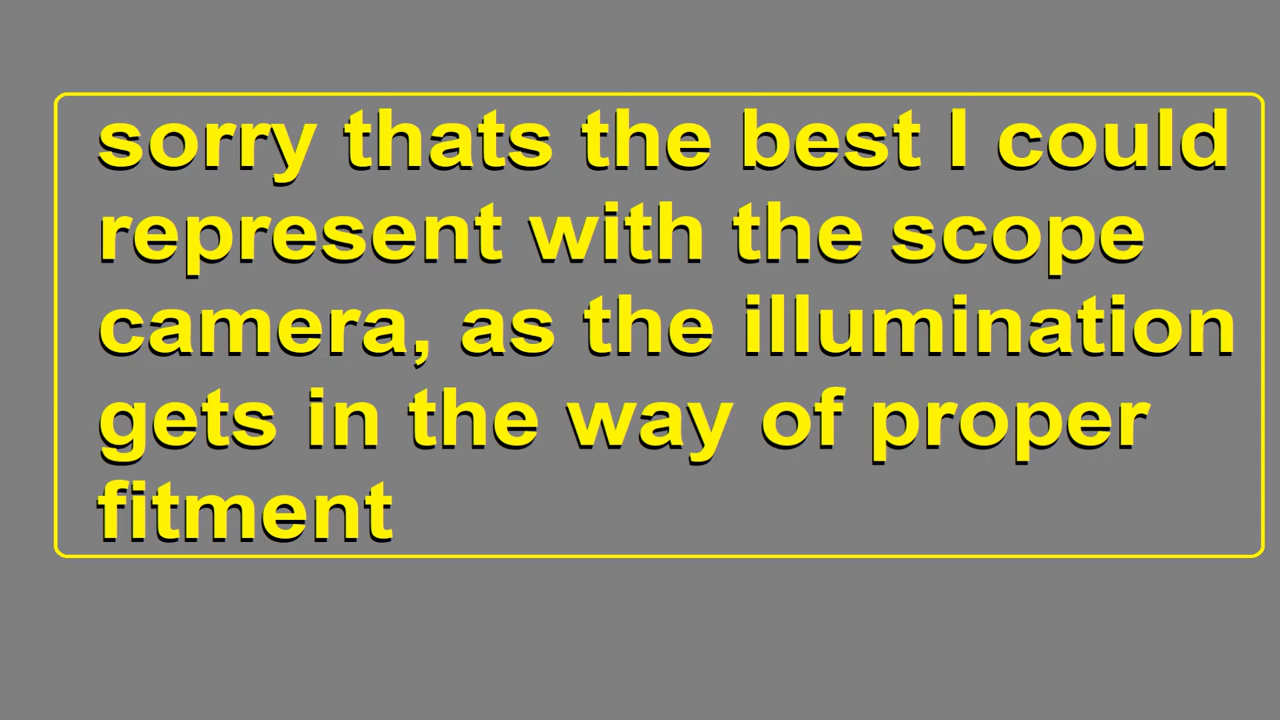 sorry thats the best I could
represent with the scope
camera, as the illumination
gets in the way of proper
fitment